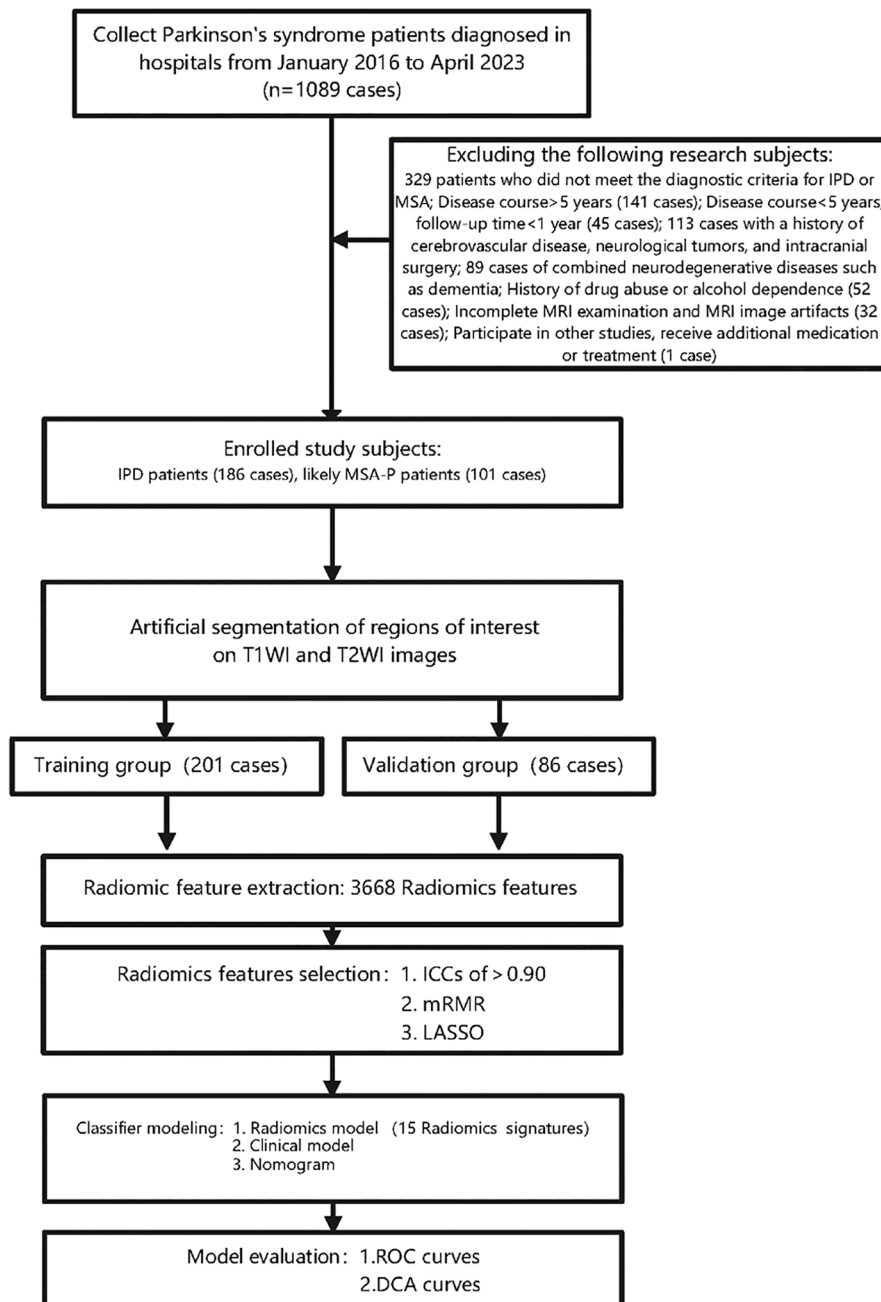 Collect Parkinson's syndrome patients diagnosed in
hospitals from January 2016 to April 2023
(n=1089 cases)
Excluding the following research subjects:
329 patients who did not meet the diagnostic criteria for IPD or
MSA; Disease course>5 years (141 cases); Disease course<5 years,
follow-up time<1 year (45 cases); 113 cases with a history of
cerebrovascular disease, neurological tumors, and intracranial
surgery; 89 cases of combined neurodegenerative diseases such
as dementia; History of drug abuse or alcohol dependence (52
cases); Incomplete MRI examination and MRI image artifacts (32
cases); Participate in other studies, receive additional medication
or treatment (1 case)
Enrolled study subjects:
IPD patients (186 cases), likely MSA-P patients (101 cases)
Artificial segmentation of regions of interest
on T1WI and T2WI images
Training group (201 cases)
Validation group (86 cases)
Radiomic feature extraction: 3668 Radiomics features
Radiomics features selection: 1. ICCs of > 0.90
2. mRMR
3. LASSO
Classifier modeling: 1. Radiomics model (15 Radiomics signatures)
2. Clinical model
3. Nomogram
Model evaluation: 1.ROC curves
2.DCA curves